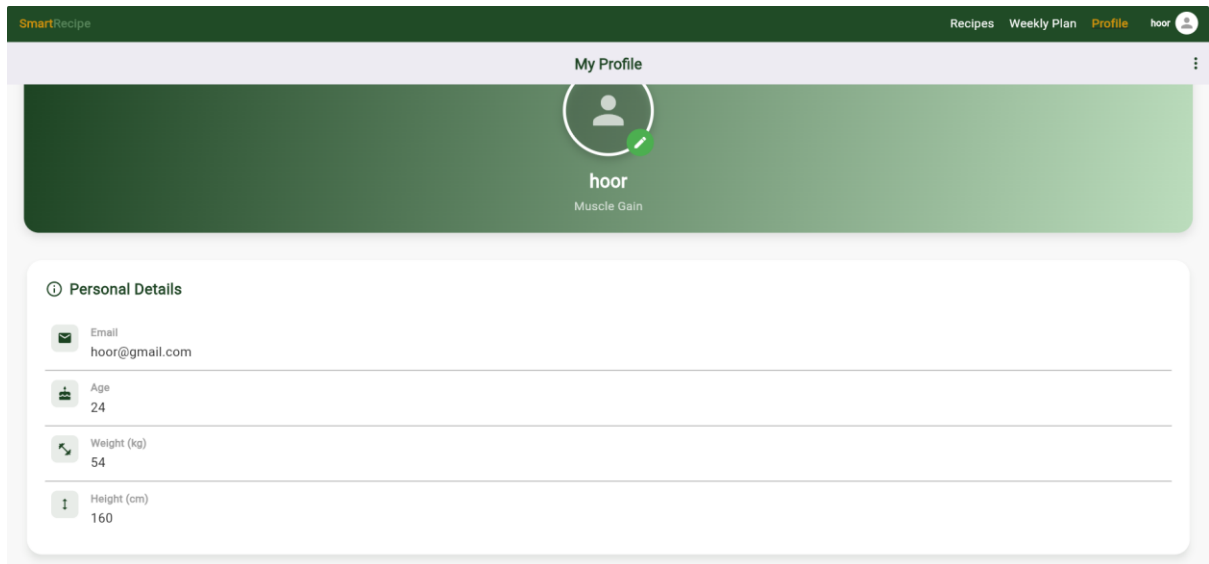 SmartRecipe
Recipes Weekly Plan Profile hoor
My Profile
hoor
Muscle Gain
Personal Details
Email
hoor@gmail.com
Age
24
Weight (kg)
54
Height (cm)
160